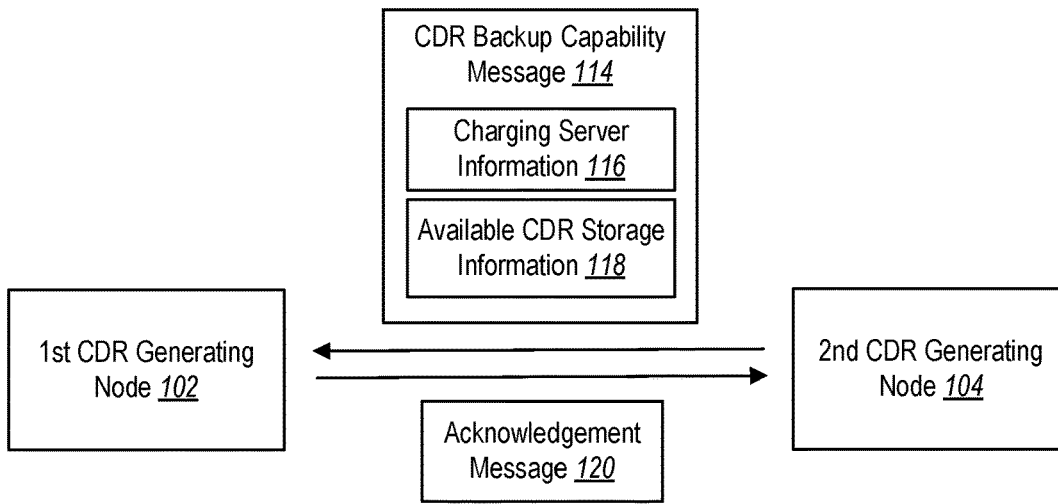 CDR Backup Capability
Message 114
Charging Server
Information 116
Available CDR Storage
Information 118
1st CDR Generating
Node 102
2nd CDR Generating
Node 104
Acknowledgement
Message 120